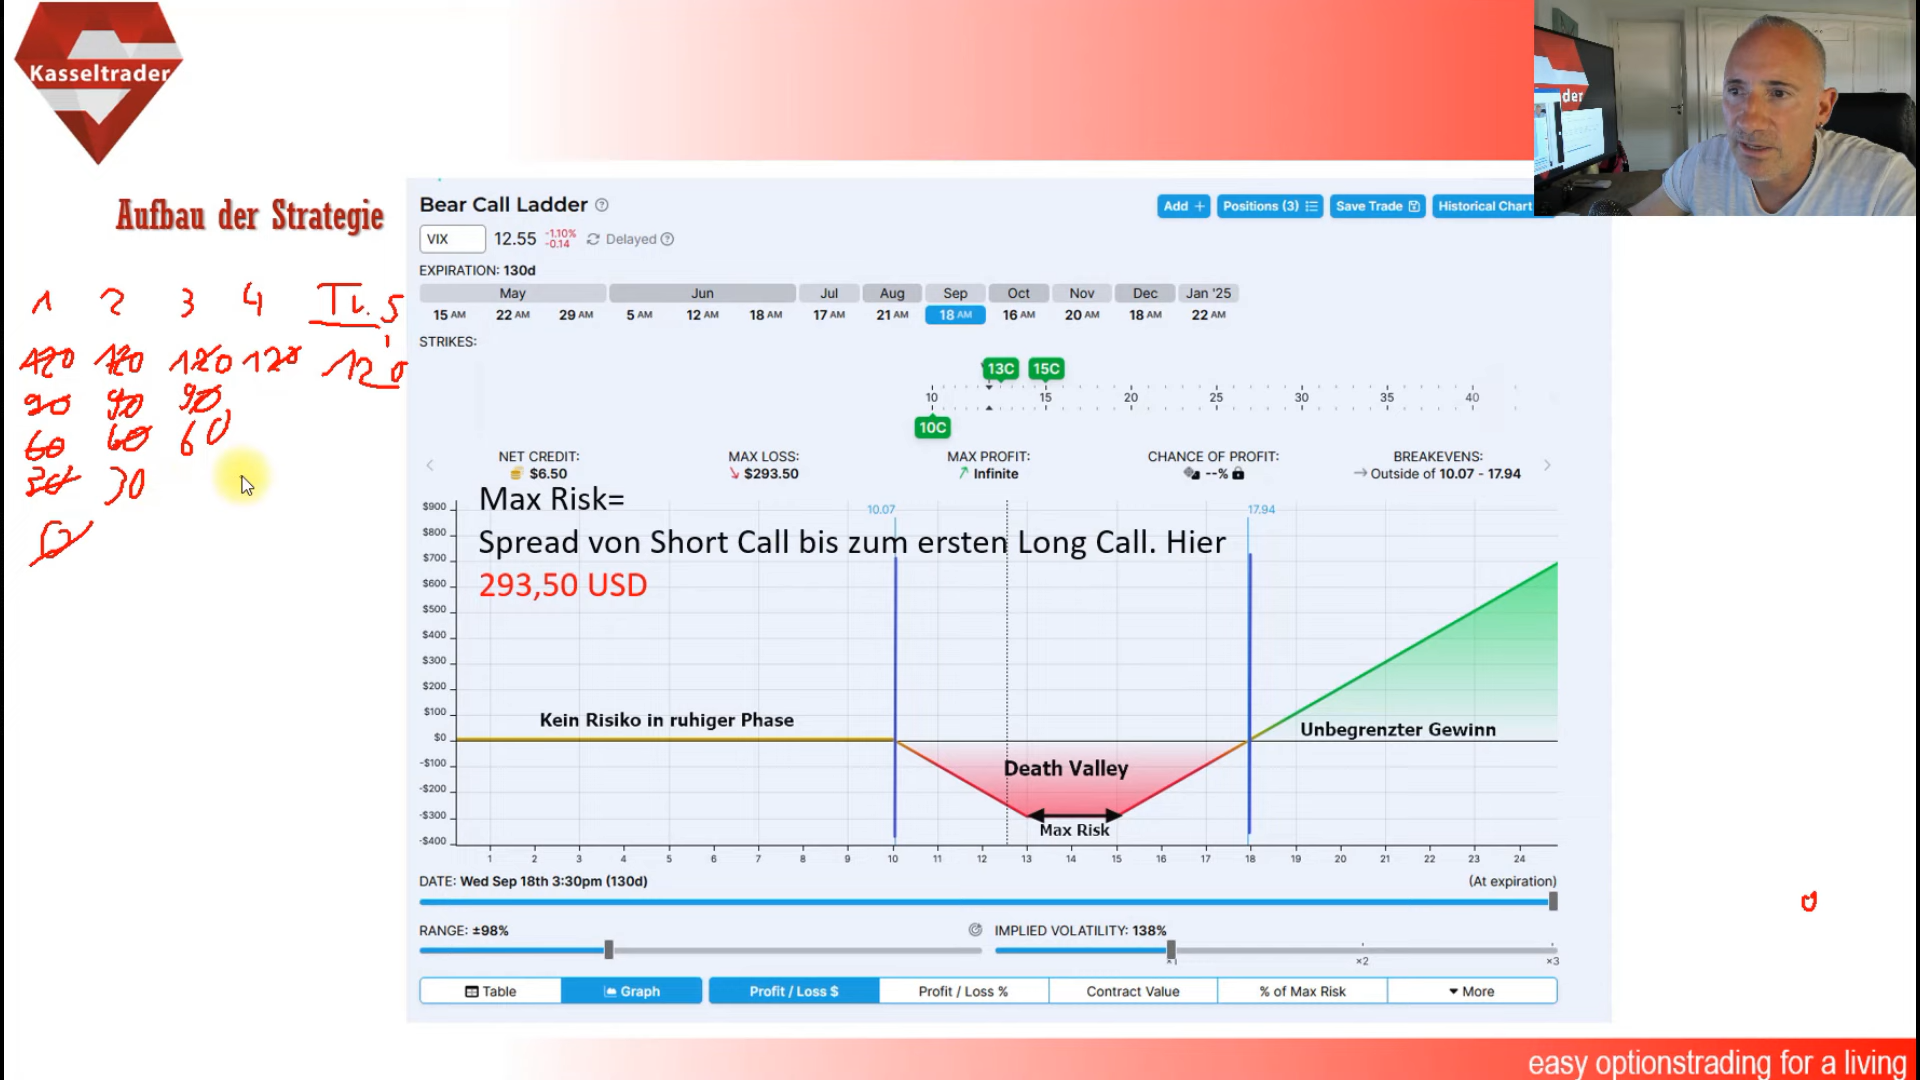 Kasseltrader
der
Aufbau der Strategie
1 2 3 4 Tr. 5
120 120 120 120 120
90 90 90
60 60 60
30 30
0
Bear Call Ladder
Add + Positions (3) Save Trade Historical Chart
VIX 12.55 -1.10% -0.14 Delayed
EXPIRATION: 130d
May Jun Jul Aug Sep Oct Nov Dec Jan '25
15 AM 22 AM 29 AM 5 AM 12 AM 18 AM 17 AM 21 AM 18 AM 16 AM 20 AM 18 AM 22 AM
STRIKES:
13C 15C
10 15 20 25 30 35 40
10C
NET CREDIT: MAX LOSS: MAX PROFIT: CHANCE OF PROFIT: BREAKEVENS:
$6.50 $293.50 Infinite --% Outside of 10.07 - 17.94
Max Risk=
Spread von Short Call bis zum ersten Long Call. Hier
293,50 USD
10.07 17.94
$900
$800
$700
$600
$500
$400
$300
$200
$100
$0
-$100
-$200
-$300
-$400
Kein Risiko in ruhiger Phase
Unbegrenzter Gewinn
Death Valley
Max Risk
1 2 3 4 5 6 7 8 9 10 11 12 13 14 15 16 17 18 19 20 21 22 23 24
DATE: Wed Sep 18th 3:30pm (130d) (At expiration)
RANGE: ±98% IMPLIED VOLATILITY: 138%
×1 ×2 ×3
Table Graph Profit / Loss $ Profit / Loss % Contract Value % of Max Risk More
easy optionstrading for a living